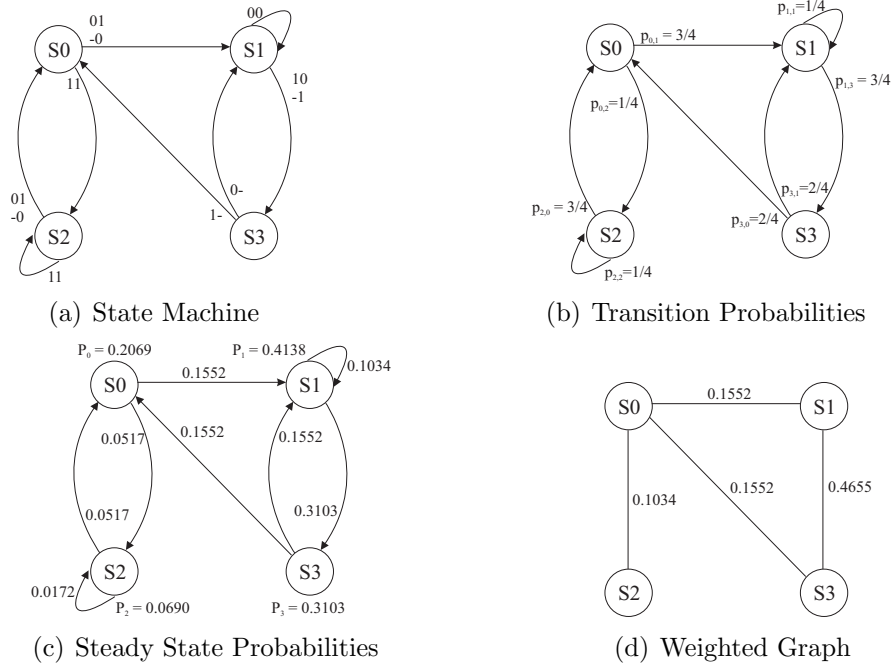 01
-0
00
S0
S1
11
10
-1
01
-0
0-
1-
S2
S3
11
(a) State Machine
p1,1=1/4
S0
p0,1 = 3/4
S1
p0,2=1/4
p1,3 = 3/4
p2,0 = 3/4
p3,1=2/4
p3,0=2/4
S2
S3
p2,2=1/4
(b) Transition Probabilities
P0 = 0.2069
P1 = 0.4138
S0
0.1552
S1
0.1034
0.0517
0.1552
0.1552
0.0517
0.3103
S2
S3
0.0172
P2 = 0.0690
P3 = 0.3103
(c) Steady State Probabilities
S0
0.1552
S1
0.1034
0.1552
0.4655
S2
S3
(d) Weighted Graph